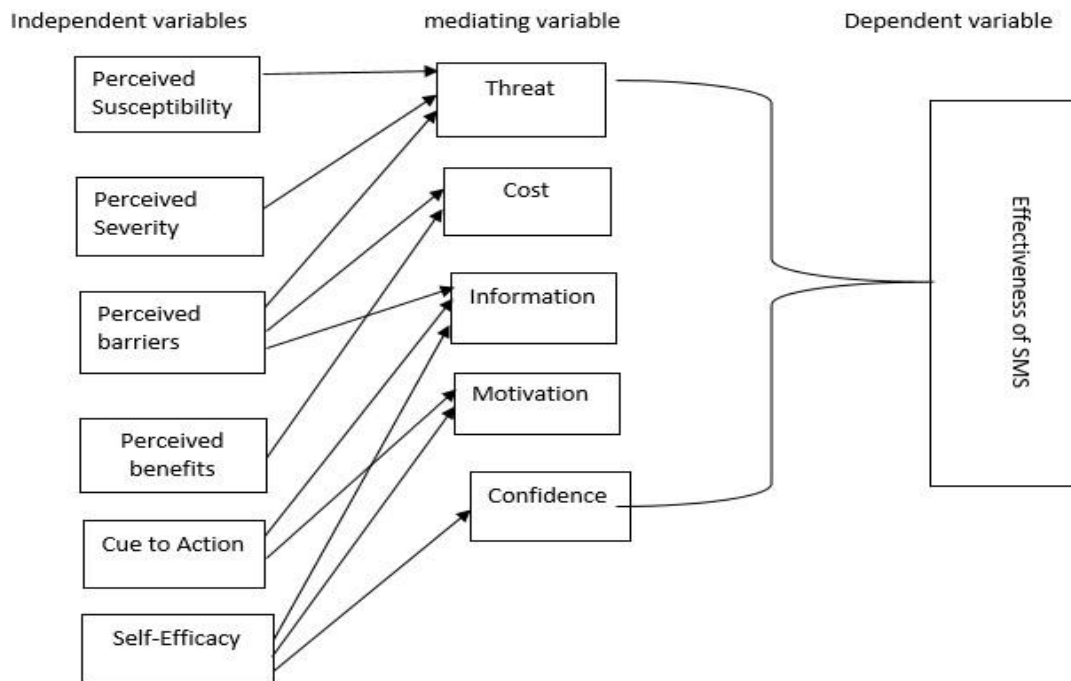 Independent variables
mediating variable
Dependent variable
Perceived
Susceptibility
Threat
Perceived
Severity
Cost
Perceived
barriers
Information
Perceived
benefits
Motivation
Cue to Action
Confidence
Self-Efficacy
Effectiveness of SMS